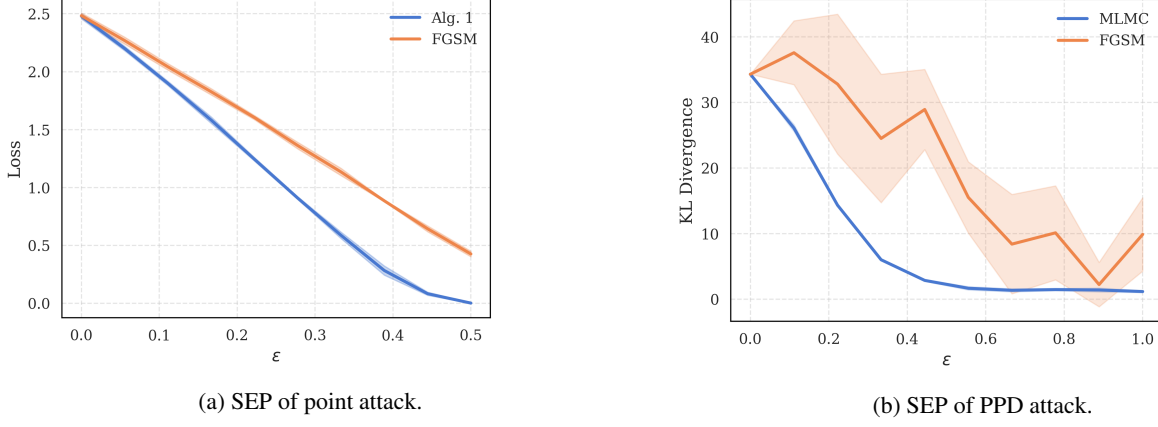 2.5
2.0
1.5
1.0
0.5
0.0
Loss
Alg. 1
FGSM
0.0 0.1 0.2 0.3 0.4 0.5
ε
(a) SEP of point attack.
40
30
20
10
0
KL Divergence
MLMC
FGSM
0.0 0.2 0.4 0.6 0.8 1.0
ε
(b) SEP of PPD attack.